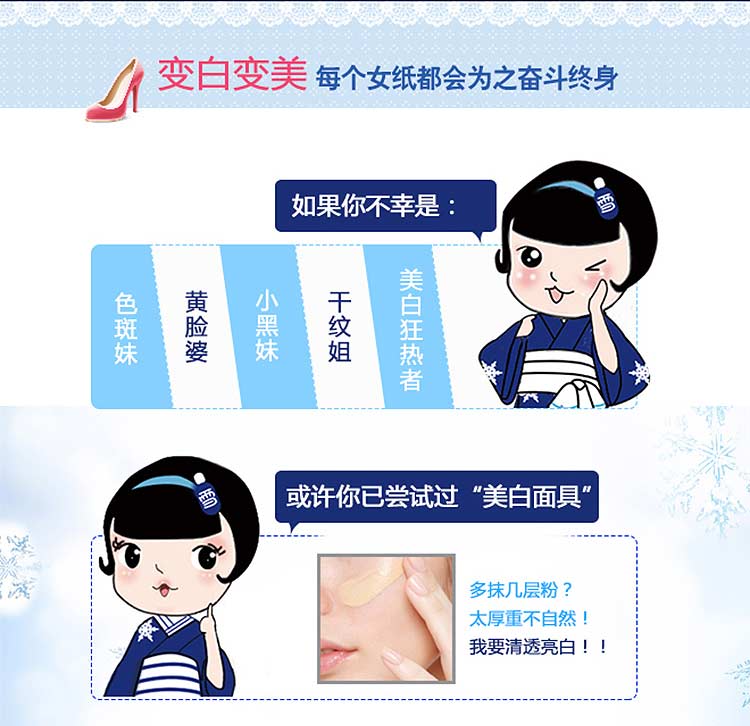 变白变美 每个女纸都会为之奋斗终身
如果你不幸是：
雪
色斑妹
黄脸婆
小黑妹
干纹姐
美白狂热者
或许你已尝试过“美白面具”
雪
多抹几层粉？
太厚重不自然！
我要清透亮白！！